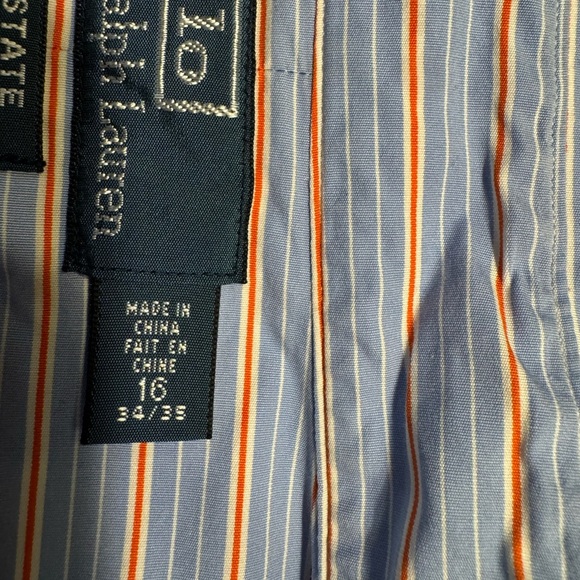 STATE
lo
alph Lauren
MADE IN
CHINA
FAIT EN
CHINE
16
34/35